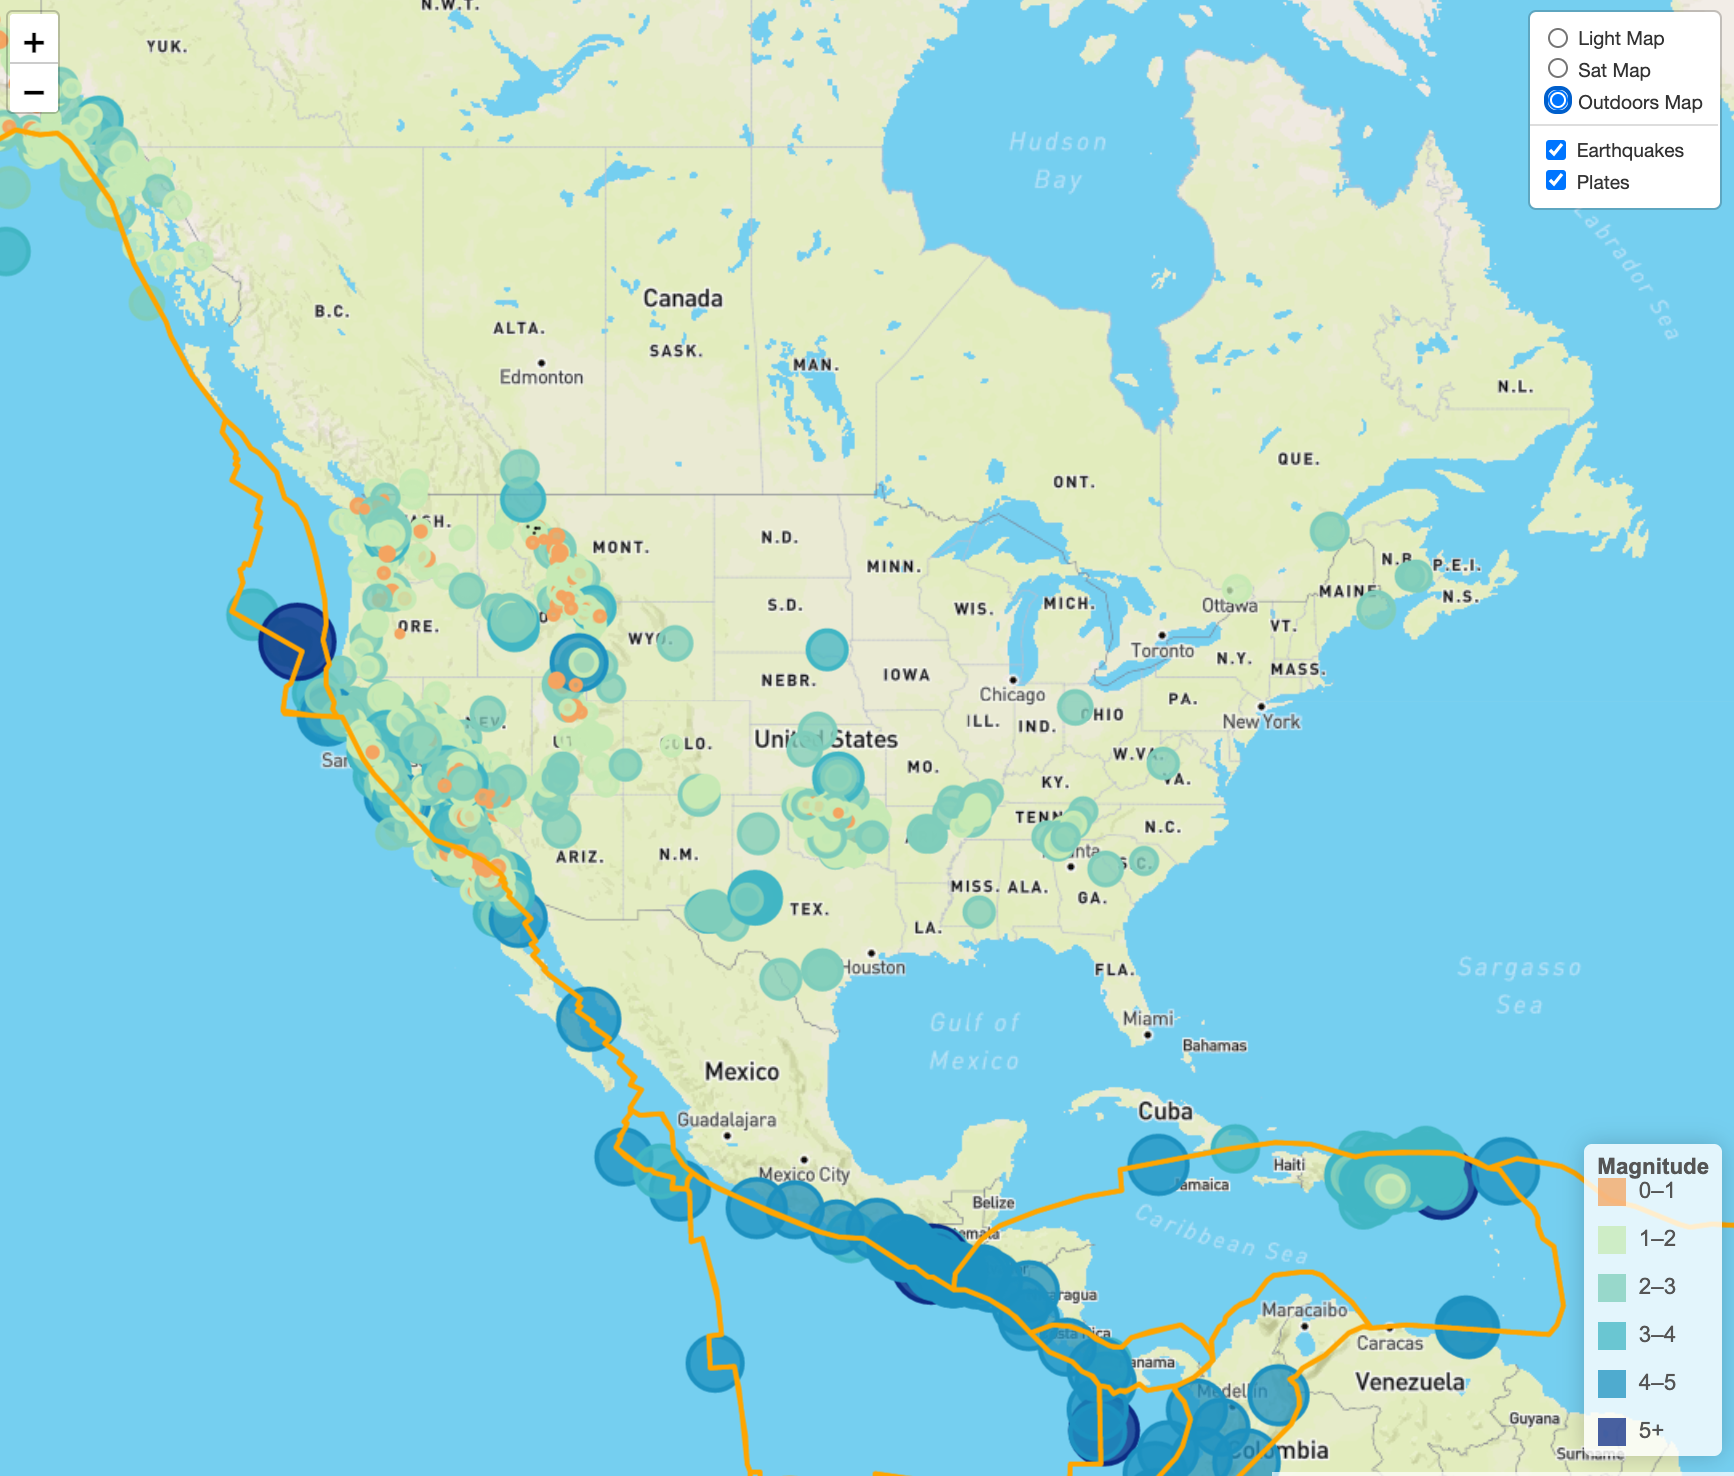 N.W.T.
YUK.
+
−
Light Map
Sat Map
Outdoors Map
Earthquakes
Plates
Hudson
Bay
Labrador Sea
Canada
B.C.
ALTA.
SASK.
MAN.
Edmonton
N.L.
QUE.
ONT.
MONT.
N.D.
MINN.
P.E.I.
MAINE
N.S.
Ottawa
S.D.
WIS.
MICH.
VT.
ORE.
WYO.
Toronto
N.Y.
MASS.
NEBR.
IOWA
Chicago
PA.
OHIO
New York
ILL.
IND.
NEV.
United States
COLO.
MO.
W.VA.
VA.
KY.
TENN.
N.C.
ARIZ.
N.M.
S.C.
MISS.
ALA.
GA.
TEX.
LA.
Houston
FLA.
Sargasso
Sea
Gulf of
Mexico
Miami
Bahamas
Mexico
Cuba
Guadalajara
Mexico City
Haiti
Jamaica
Belize
Caribbean Sea
Maracaibo
Caracas
Medellín
Venezuela
Guyana
Colombia
Suriname
Magnitude
0–1
1–2
2–3
3–4
4–5
5+